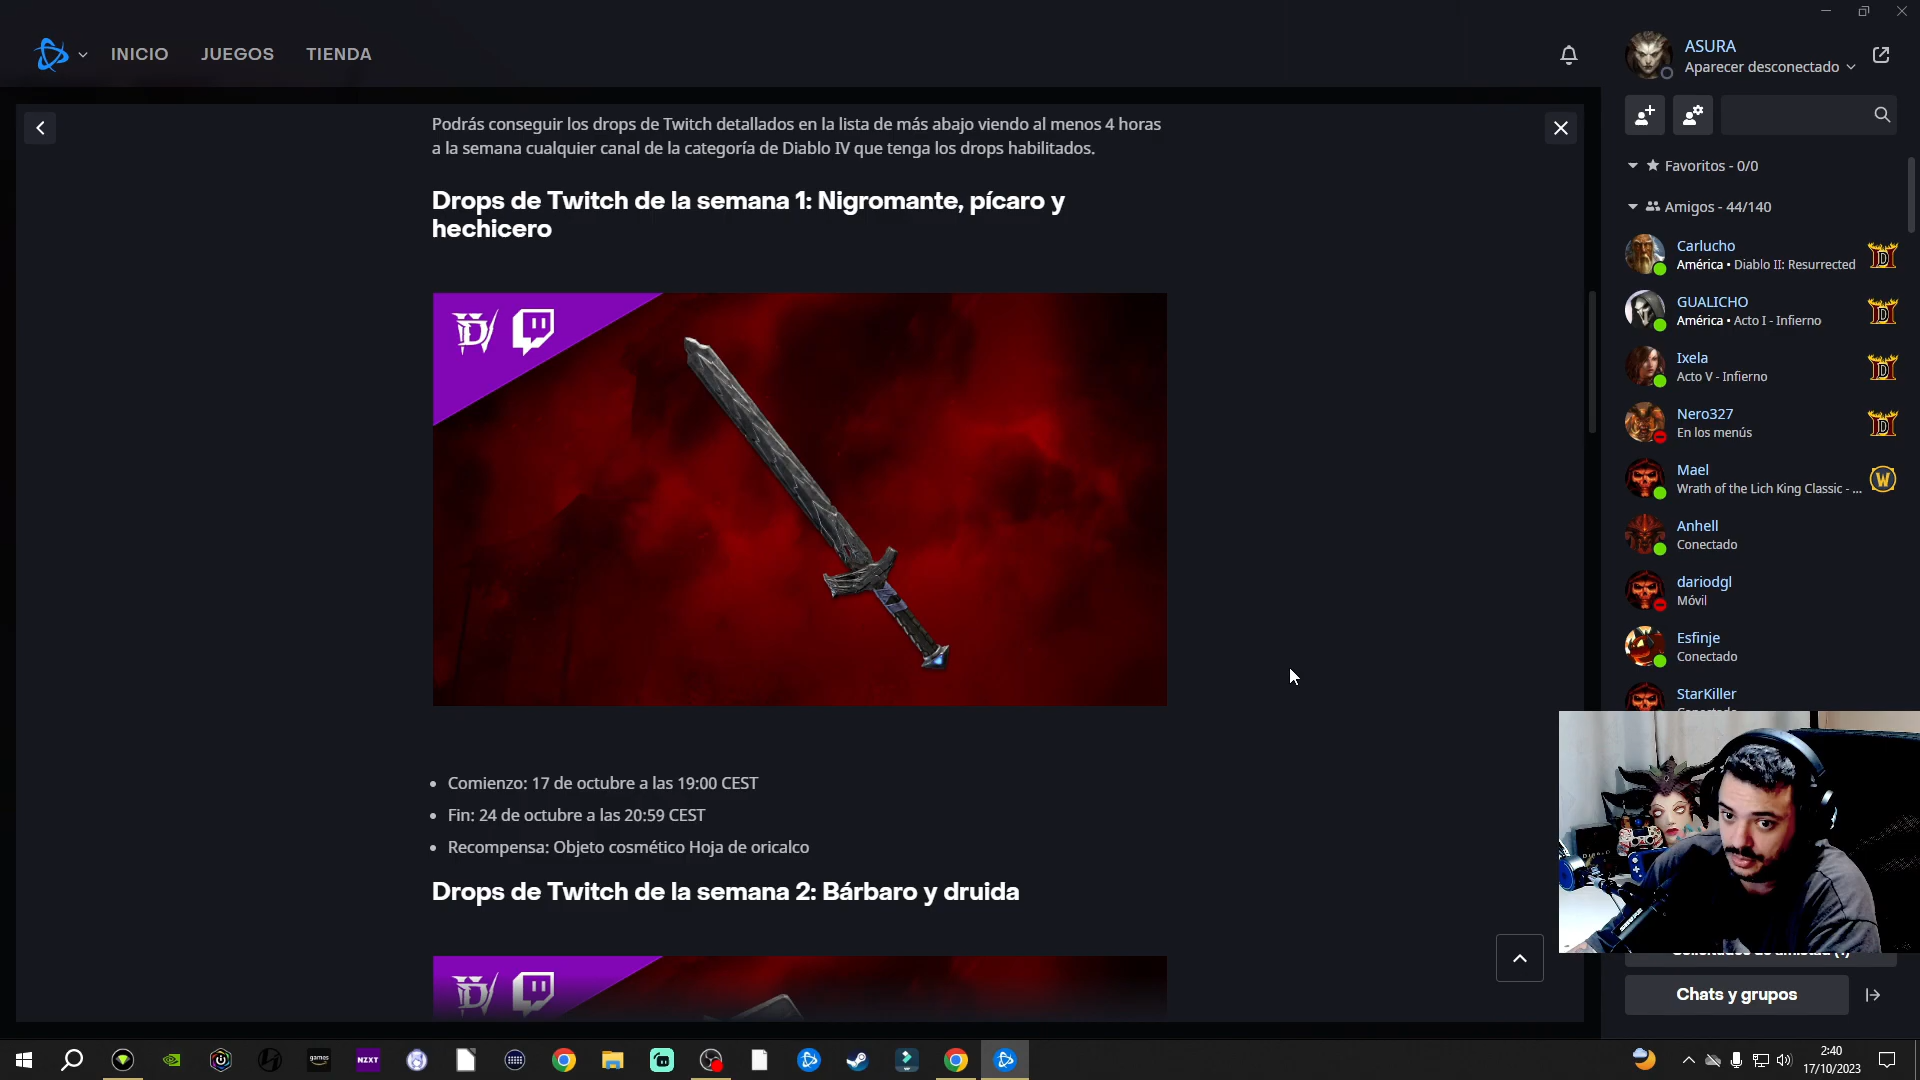 INICIO
JUEGOS
TIENDA
ASURA
Aparecer desconectado
Podrás conseguir los drops de Twitch detallados en la lista de más abajo viendo al menos 4 horas
a la semana cualquier canal de la categoría de Diablo IV que tenga los drops habilitados.
Drops de Twitch de la semana 1: Nigromante, pícaro y
hechicero
Comienzo: 17 de octubre a las 19:00 CEST
Fin: 24 de octubre a las 20:59 CEST
Recompensa: Objeto cosmético Hoja de oricalco
Drops de Twitch de la semana 2: Bárbaro y druida
Favoritos - 0/0
Amigos - 44/140
Carlucho
América • Diablo II: Resurrected
GUALICHO
América • Acto I - Infierno
Ixela
Acto V - Infierno
Nero327
En los menús
Mael
Wrath of the Lich King Classic - ...
Anhell
Conectado
dariodgl
Móvil
Esfinje
Conectado
StarKiller
Chats y grupos
games
NZXT
2:40
17/10/2023